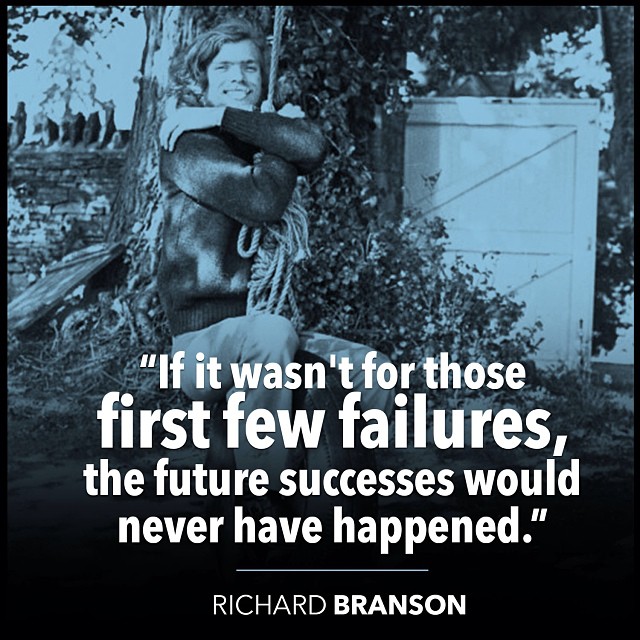 “If it wasn't for those
first few failures,
the future successes would
never have happened.”
RICHARD BRANSON